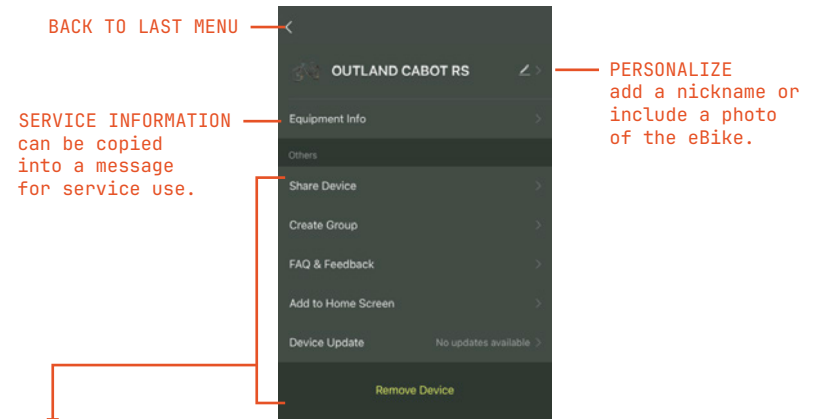 BACK TO LAST MENU
OUTLAND CABOT RS
PERSONALIZE
add a nickname or
include a photo
of the eBike.
SERVICE INFORMATION
can be copied
into a message
for service use.
Equipment Info
Others
Share Device
Create Group
FAQ & Feedback
Add to Home Screen
Device Update No updates available
Remove Device